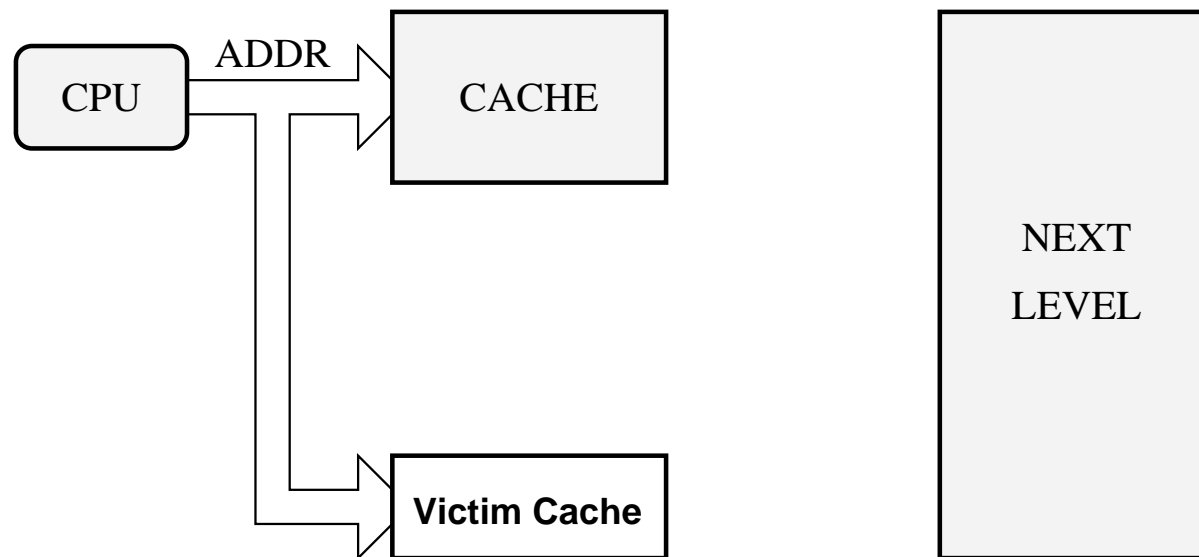 ADDR
CPU
CACHE
NEXT
LEVEL
Victim Cache